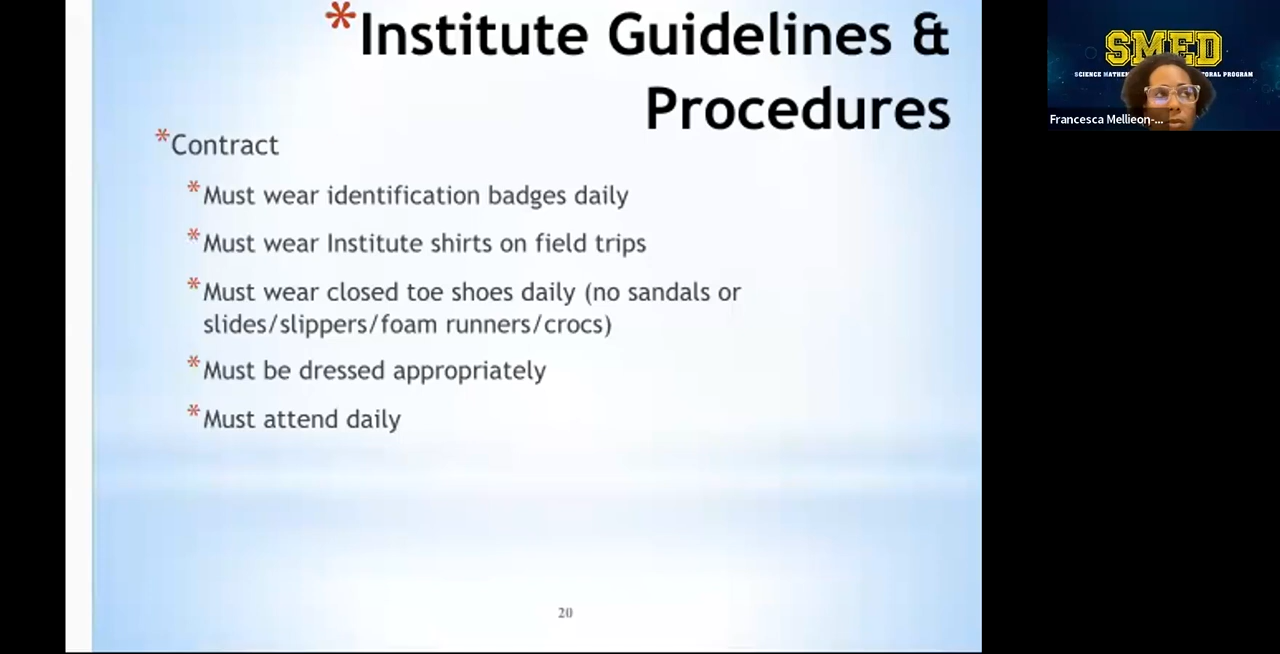 *Institute Guidelines &
Procedures
*Contract
*Must wear identification badges daily
*Must wear Institute shirts on field trips
*Must wear closed toe shoes daily (no sandals or
slides/slippers/foam runners/crocs)
*Must be dressed appropriately
*Must attend daily
20
SMED
SCIENCE ORAL PROGRAM
Francesca Mellieon-...